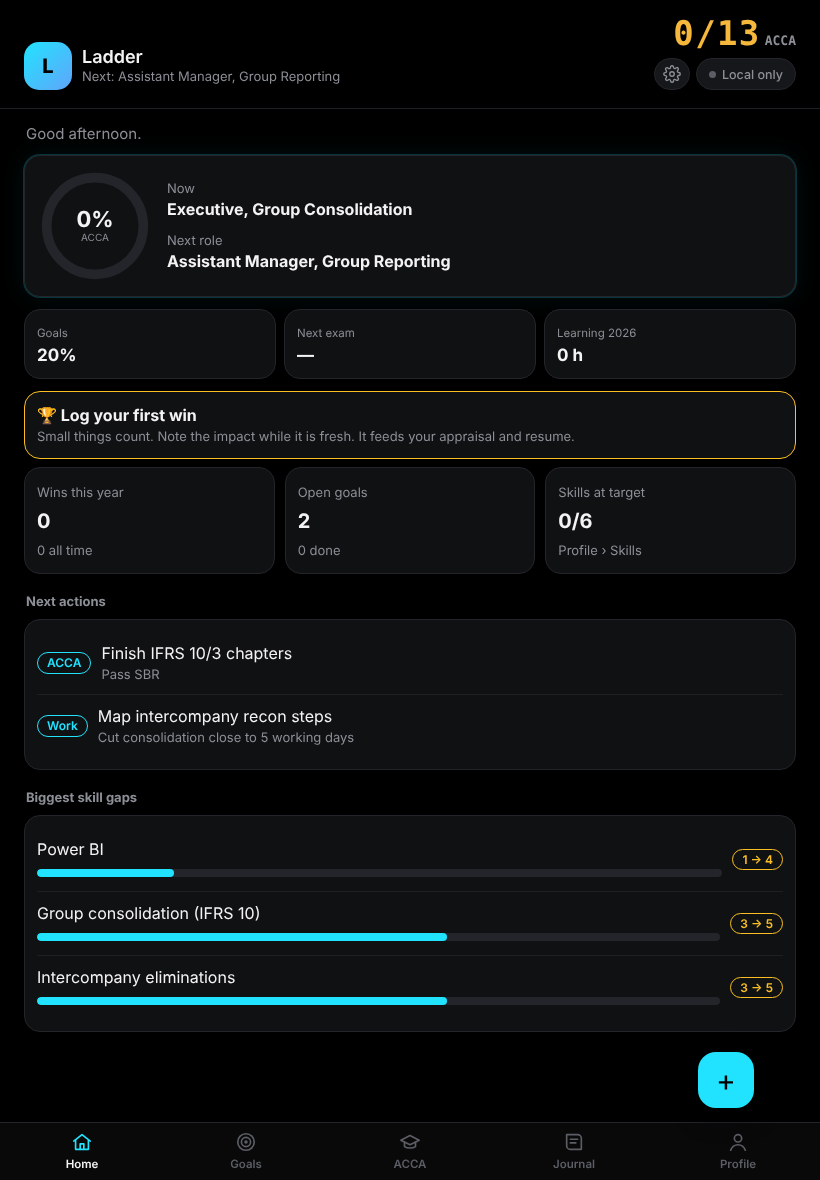 0/13 ACCA
L
Ladder
Next: Assistant Manager, Group Reporting
Local only
Good afternoon.
0%
ACCA
Now
Executive, Group Consolidation
Next role
Assistant Manager, Group Reporting
Goals
20%
Next exam
—
Learning 2026
0 h
🏆 Log your first win
Small things count. Note the impact while it is fresh. It feeds your appraisal and resume.
Wins this year
0
0 all time
Open goals
2
0 done
Skills at target
0/6
Profile › Skills
Next actions
ACCA
Finish IFRS 10/3 chapters
Pass SBR
Work
Map intercompany recon steps
Cut consolidation close to 5 working days
Biggest skill gaps
Power BI
1 → 4
Group consolidation (IFRS 10)
3 → 5
Intercompany eliminations
3 → 5
+
Home
Goals
ACCA
Journal
Profile